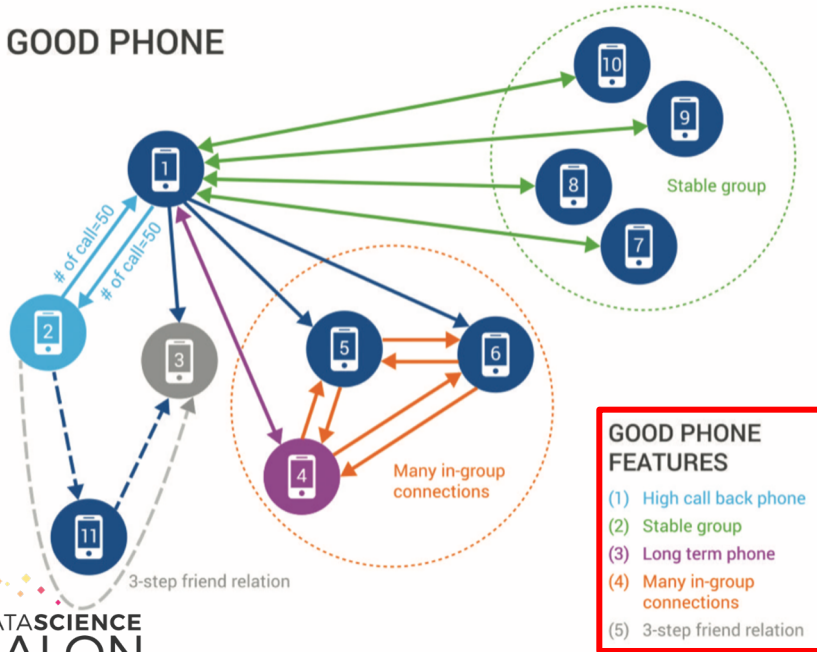 GOOD PHONE
10
9
1
8
Stable group
7
# of call=50
# of call=50
2
3
5
6
4
Many in-group
connections
11
3-step friend relation
ATASCIENCE
ALON
GOOD PHONE
FEATURES
(1) High call back phone
(2) Stable group
(3) Long term phone
(4) Many in-group
connections
(5) 3-step friend relation